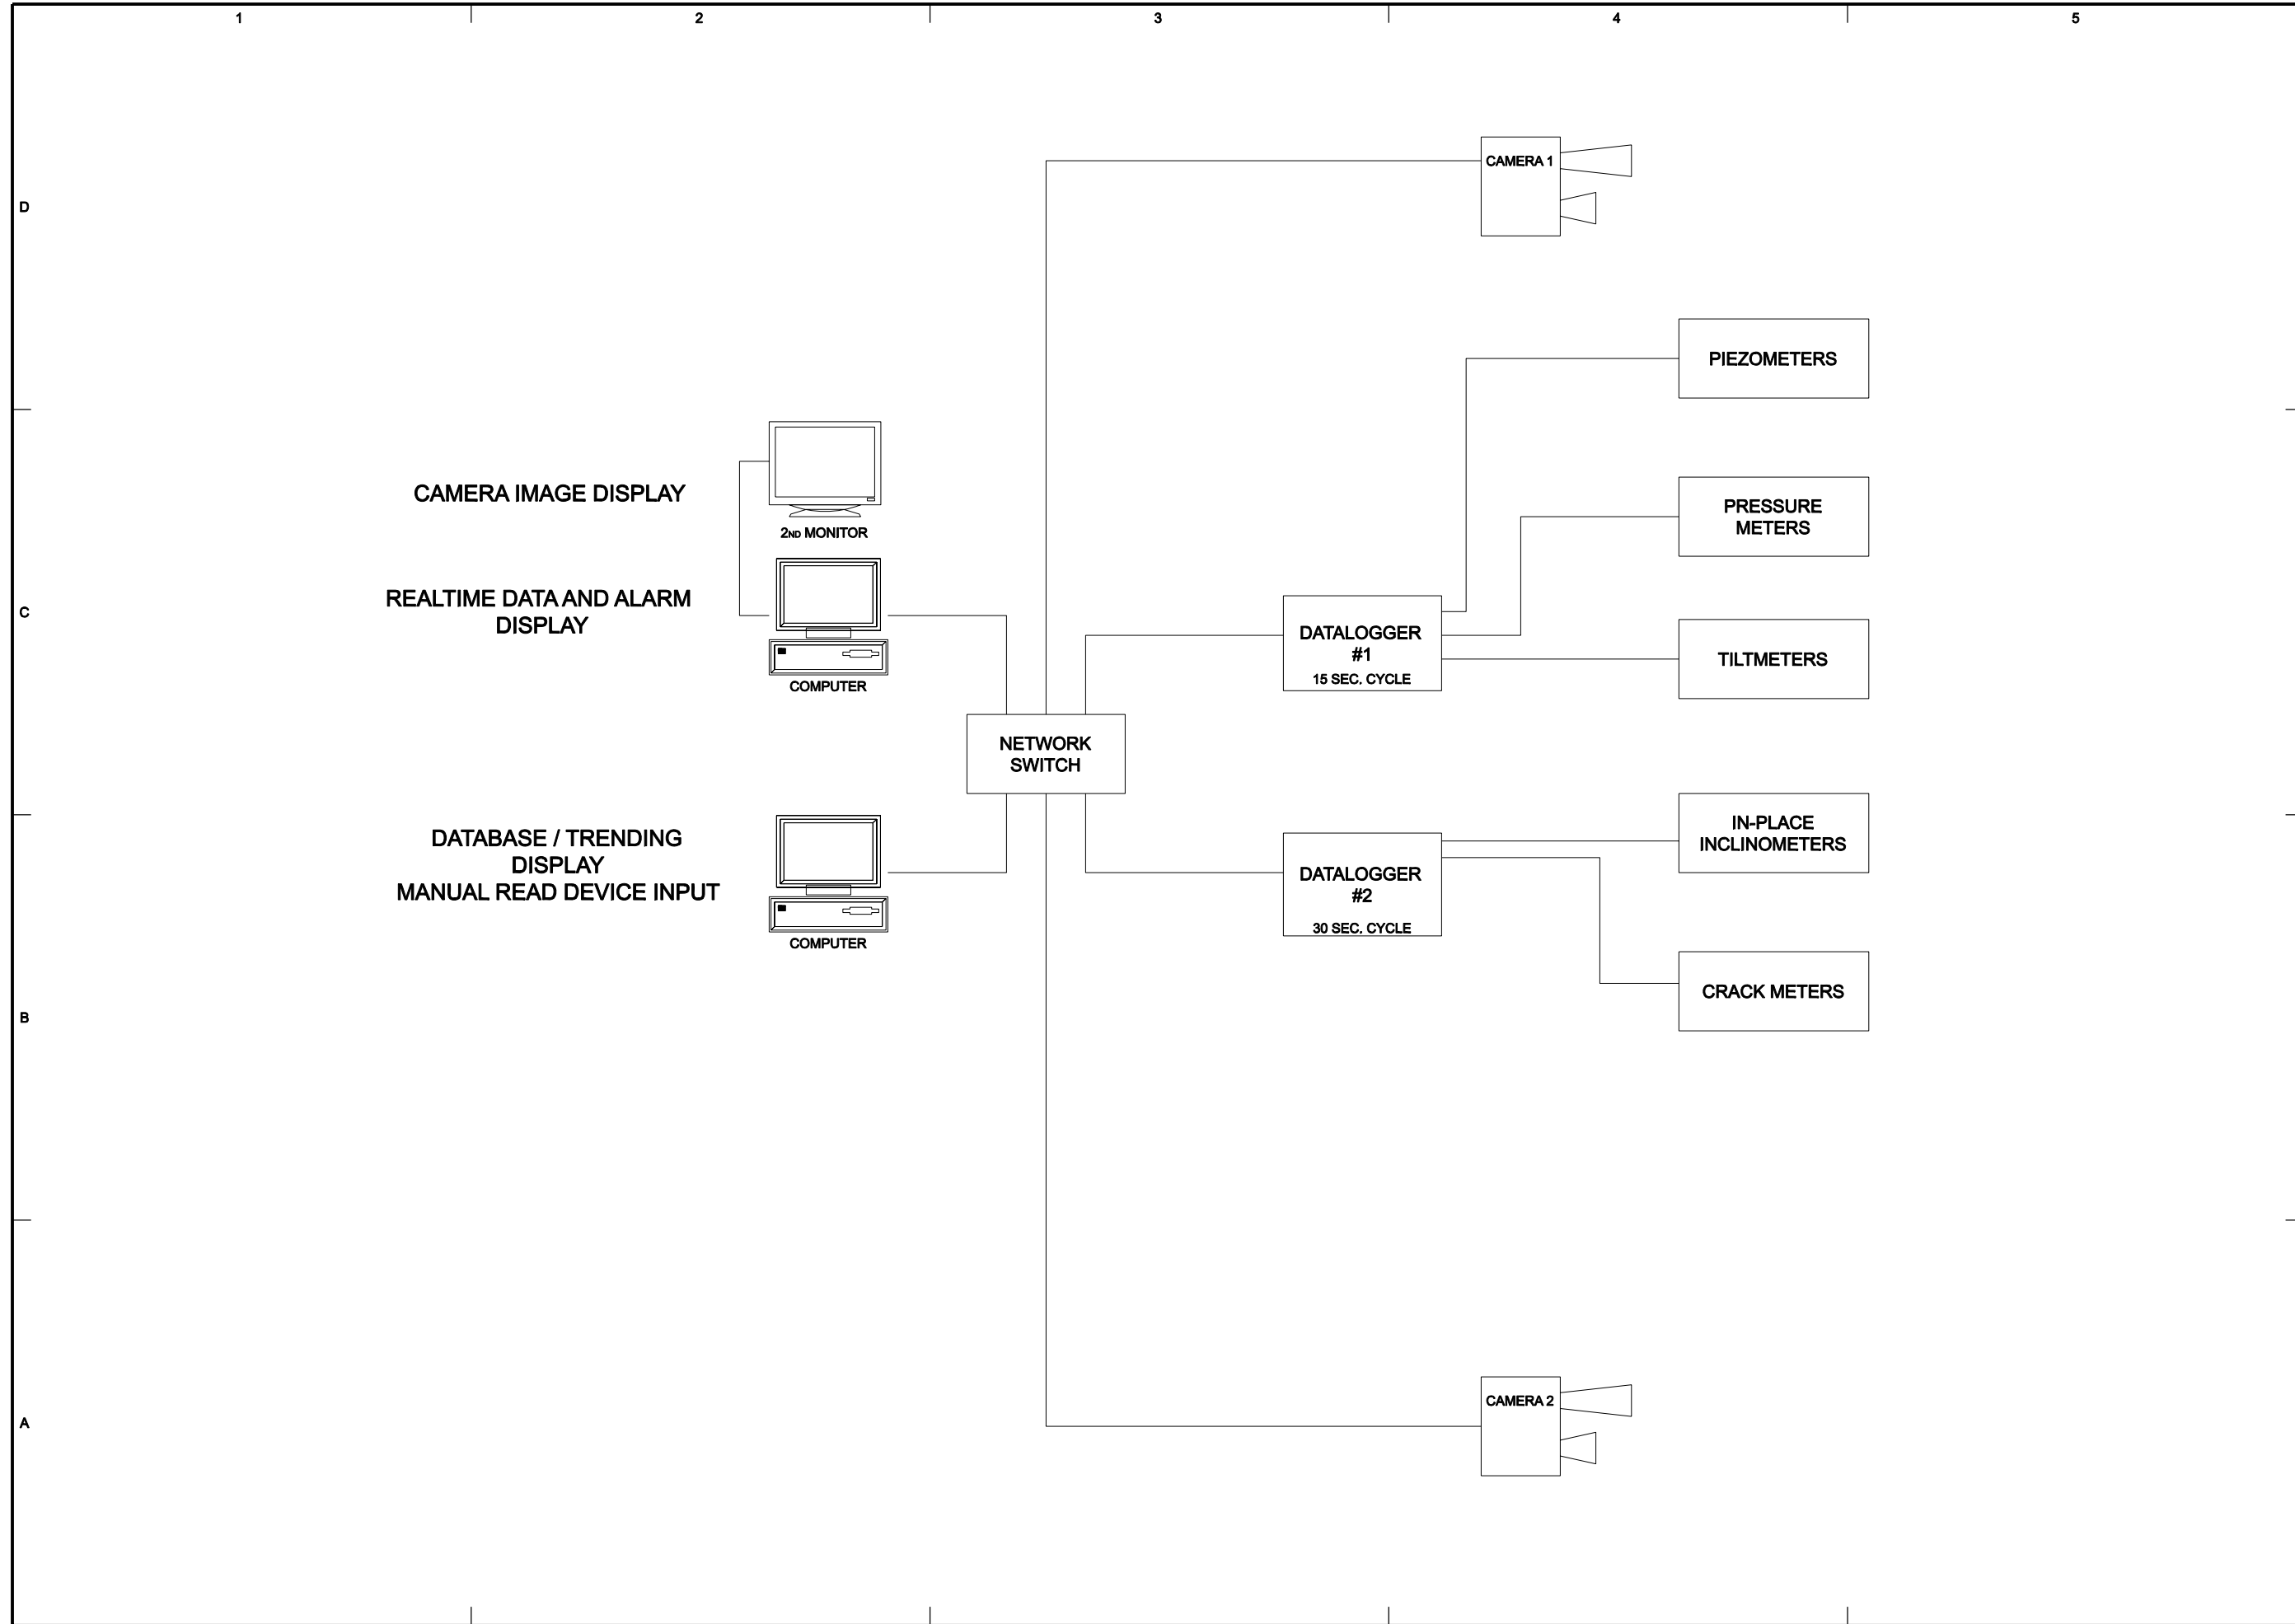 1 2 3 4 5
CAMERA 1
D
PIEZOMETERS
CAMERA IMAGE DISPLAY
2ND MONITOR
PRESSURE
METERS
REALTIME DATA AND ALARM
DISPLAY
COMPUTER
C
DATALOGGER
#1
15 SEC. CYCLE
TILTMETERS
NETWORK
SWITCH
DATABASE / TRENDING
DISPLAY
MANUAL READ DEVICE INPUT
COMPUTER
DATALOGGER
#2
30 SEC. CYCLE
IN-PLACE
INCLINOMETERS
CRACK METERS
B
CAMERA 2
A